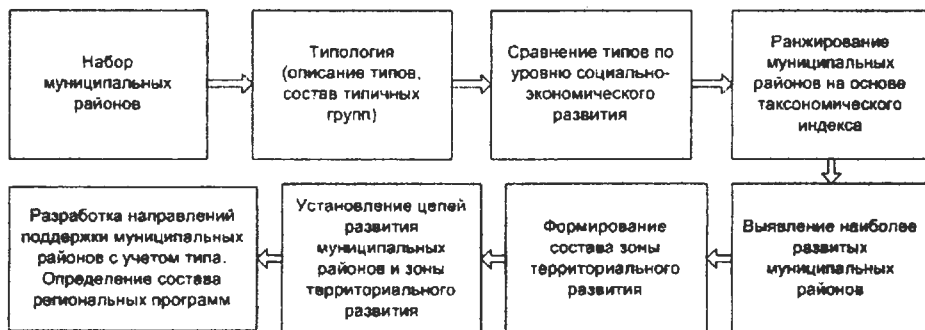 Набор
муниципальных
районов
Типология
(описание типов,
состав типичных
групп)
Сравнение типов по
уровню социально-
экономического
развития
Ранжирование
муниципальных
районов на основе
таксономического
индекса
Выявление наиболее
развитых
муниципальных
районов
Формирование
состава зоны
территориального
развития
Установление целей
развития
муниципальных
районов и зоны
территориального
развития
Разработка направлений
поддержки муниципальных
районов с учетом типа.
Определение состава
региональных программ